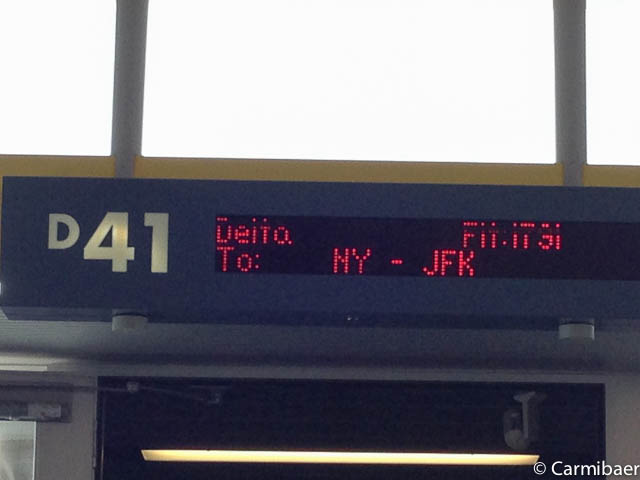 D41
Delta
To: NY - JFK
© Carmibaer